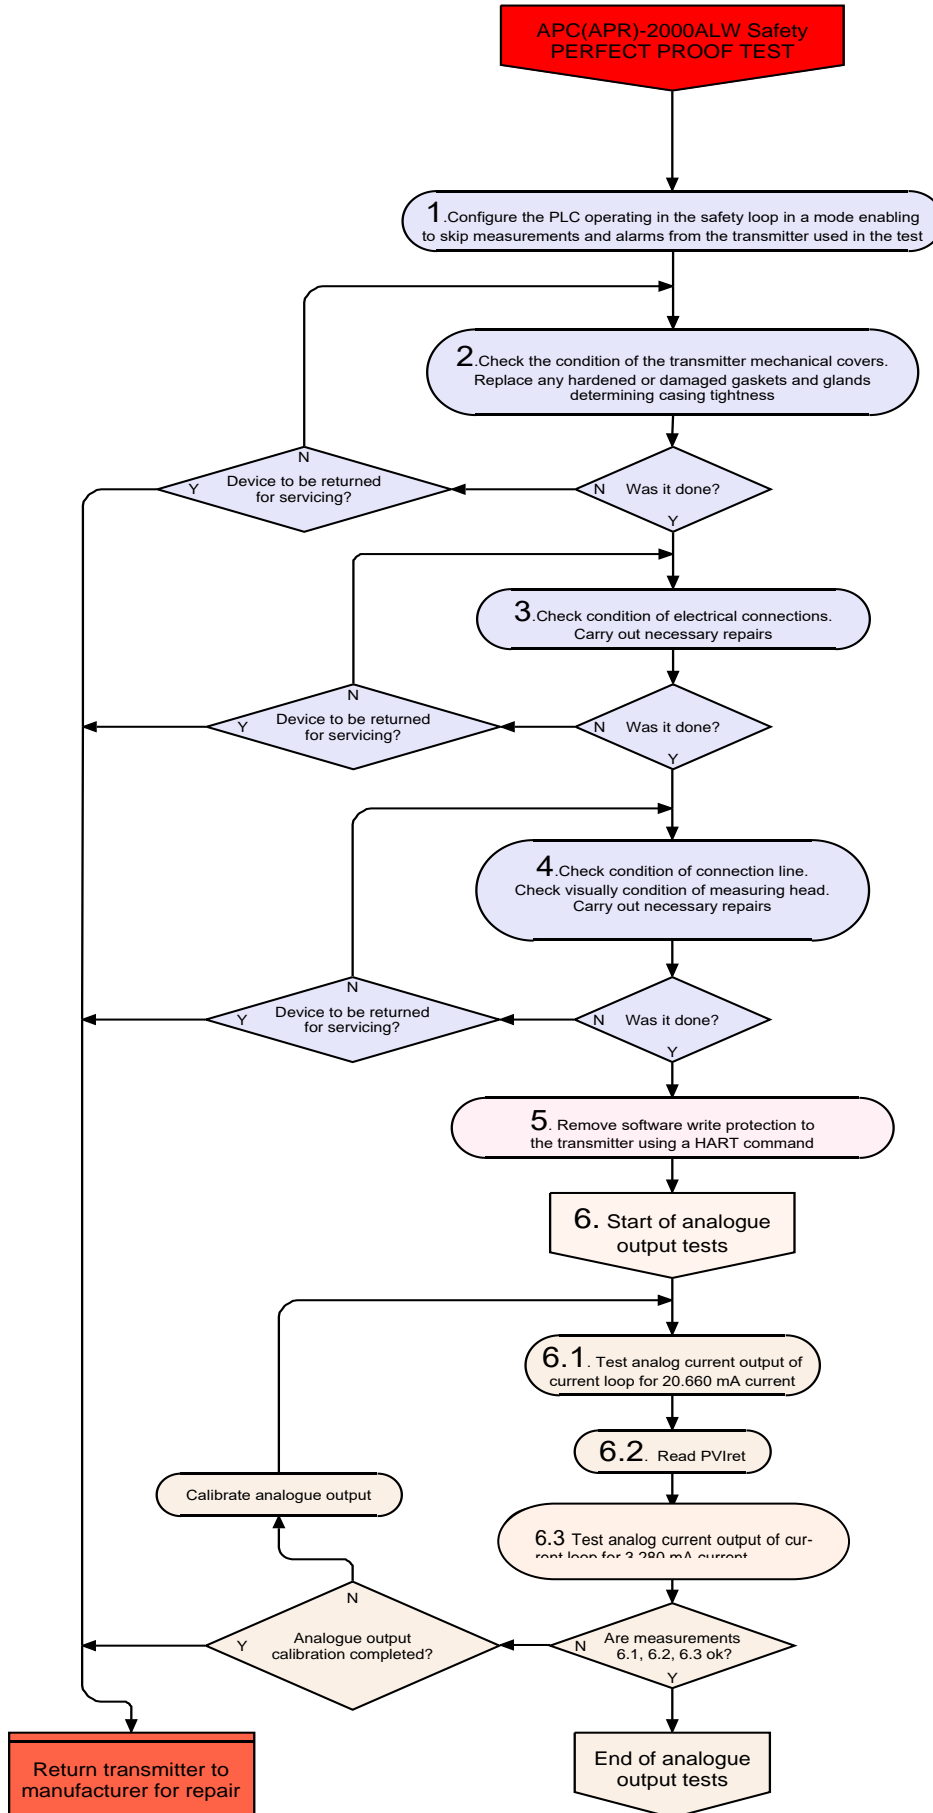 APC(APR)-2000ALW Safety
PERFECT PROOF TEST
1.Configure the PLC operating in the safety loop in a mode enabling
to skip measurements and alarms from the transmitter used in the test
2.Check the condition of the transmitter mechanical covers.
Replace any hardened or damaged gaskets and glands
determining casing tightness
N
Y
Device to be returned
for servicing?
N
Was it done?
Y
3.Check condition of electrical connections.
Carry out necessary repairs
N
Y
Device to be returned
for servicing?
N
Was it done?
Y
4.Check condition of connection line.
Check visually condition of measuring head.
Carry out necessary repairs
N
Y
Device to be returned
for servicing?
N
Was it done?
Y
5. Remove software write protection to
the transmitter using a HART command
6. Start of analogue
output tests
6.1. Test analog current output of
current loop for 20.660 mA current
6.2. Read PVIret
Calibrate analogue output
6.3 Test analog current output of cur-
rent loop for 3.280 mA current
N
Y
Analogue output
calibration completed?
N
Are measurements
6.1, 6.2, 6.3 ok?
Y
Return transmitter to
manufacturer for repair
End of analogue
output tests